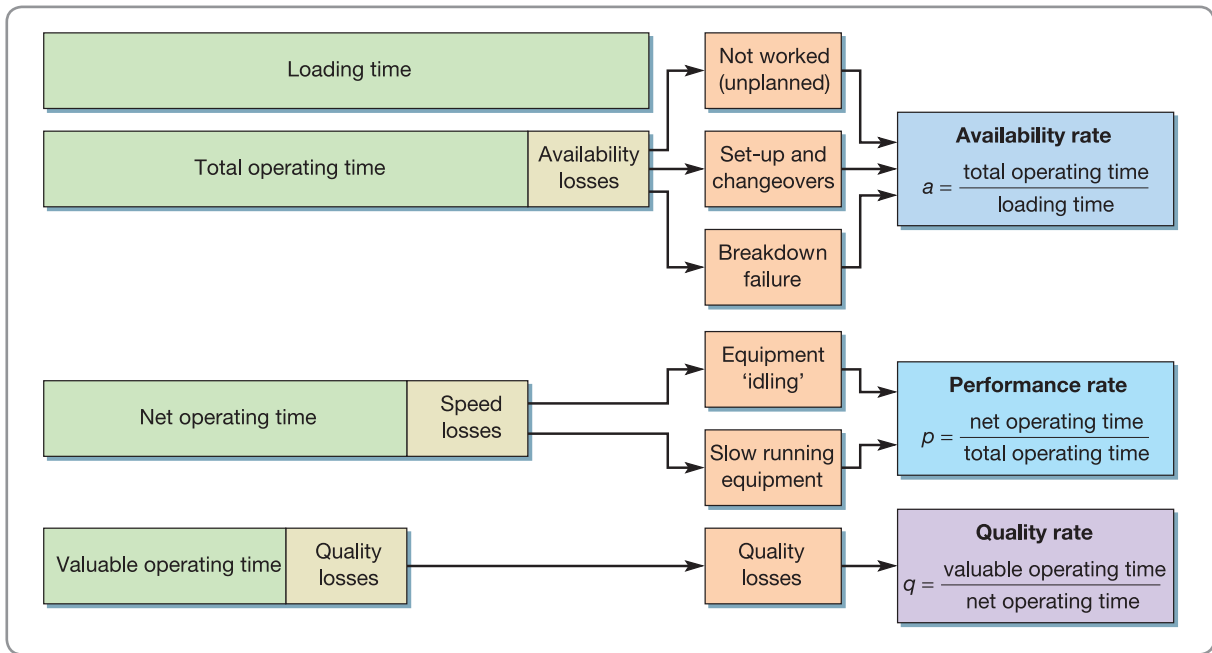 Loading time
Total operating time
Availability
losses
Not worked
(unplanned)
Set-up and
changeovers
Breakdown
failure
Availability rate
a = total operating time
loading time
Net operating time
Speed
losses
Equipment
‘idling’
Slow running
equipment
Performance rate
p = net operating time
total operating time
Valuable operating time
Quality
losses
Quality
losses
Quality rate
q = valuable operating time
net operating time